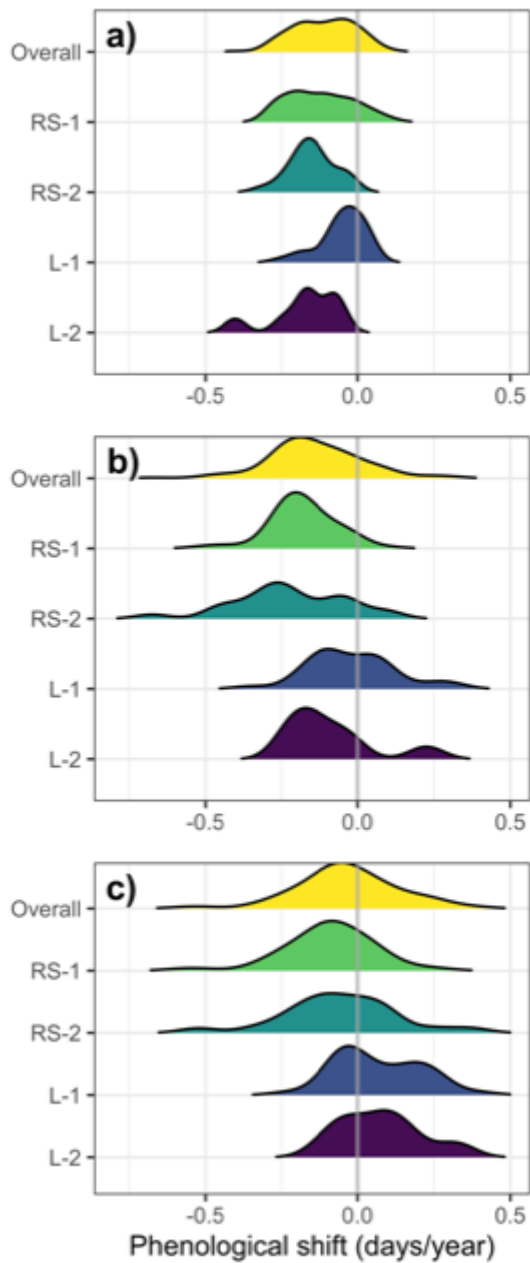 a)
Overall
RS-1
RS-2
L-1
L-2
-0.5 0.0 0.5
b)
Overall
RS-1
RS-2
L-1
L-2
-0.5 0.0 0.5
c)
Overall
RS-1
RS-2
L-1
L-2
-0.5 0.0 0.5
Phenological shift (days/year)